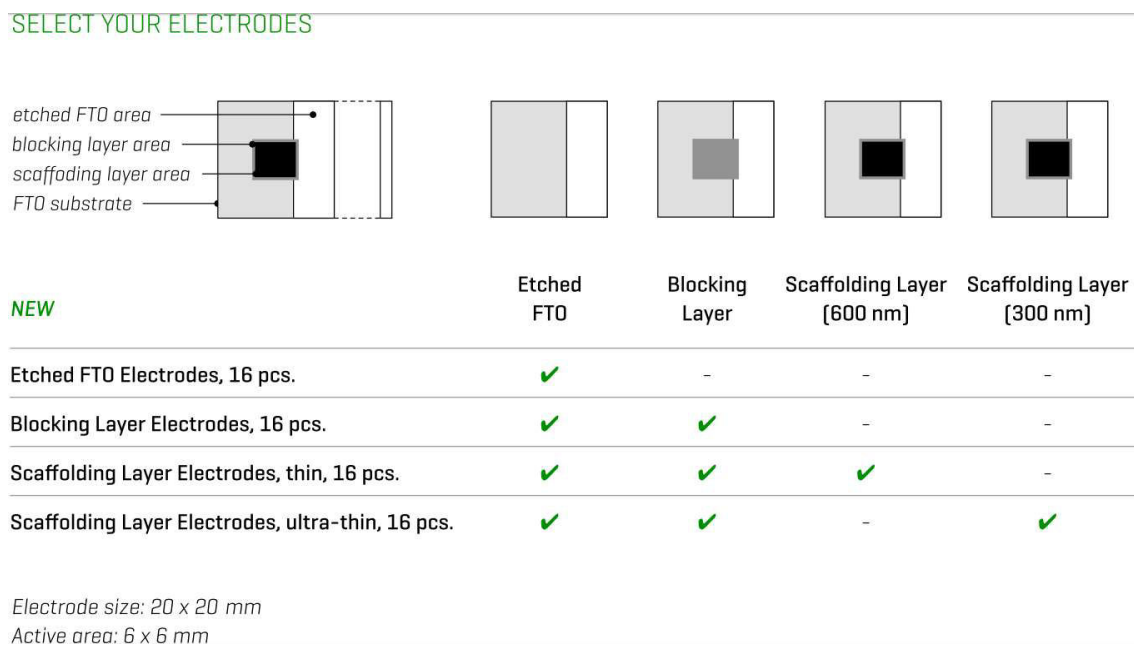 SELECT YOUR ELECTRODES
etched FTO area
blocking layer area
scaffoding layer area
FTO substrate
NEW
Etched FTO
Blocking Layer
Scaffolding Layer (600 nm)
Scaffolding Layer (300 nm)
Etched FTO Electrodes, 16 pcs. ✔ - - -
Blocking Layer Electrodes, 16 pcs. ✔ ✔ - -
Scaffolding Layer Electrodes, thin, 16 pcs. ✔ ✔ ✔ -
Scaffolding Layer Electrodes, ultra-thin, 16 pcs. ✔ ✔ - ✔
Electrode size: 20 x 20 mm
Active area: 6 x 6 mm